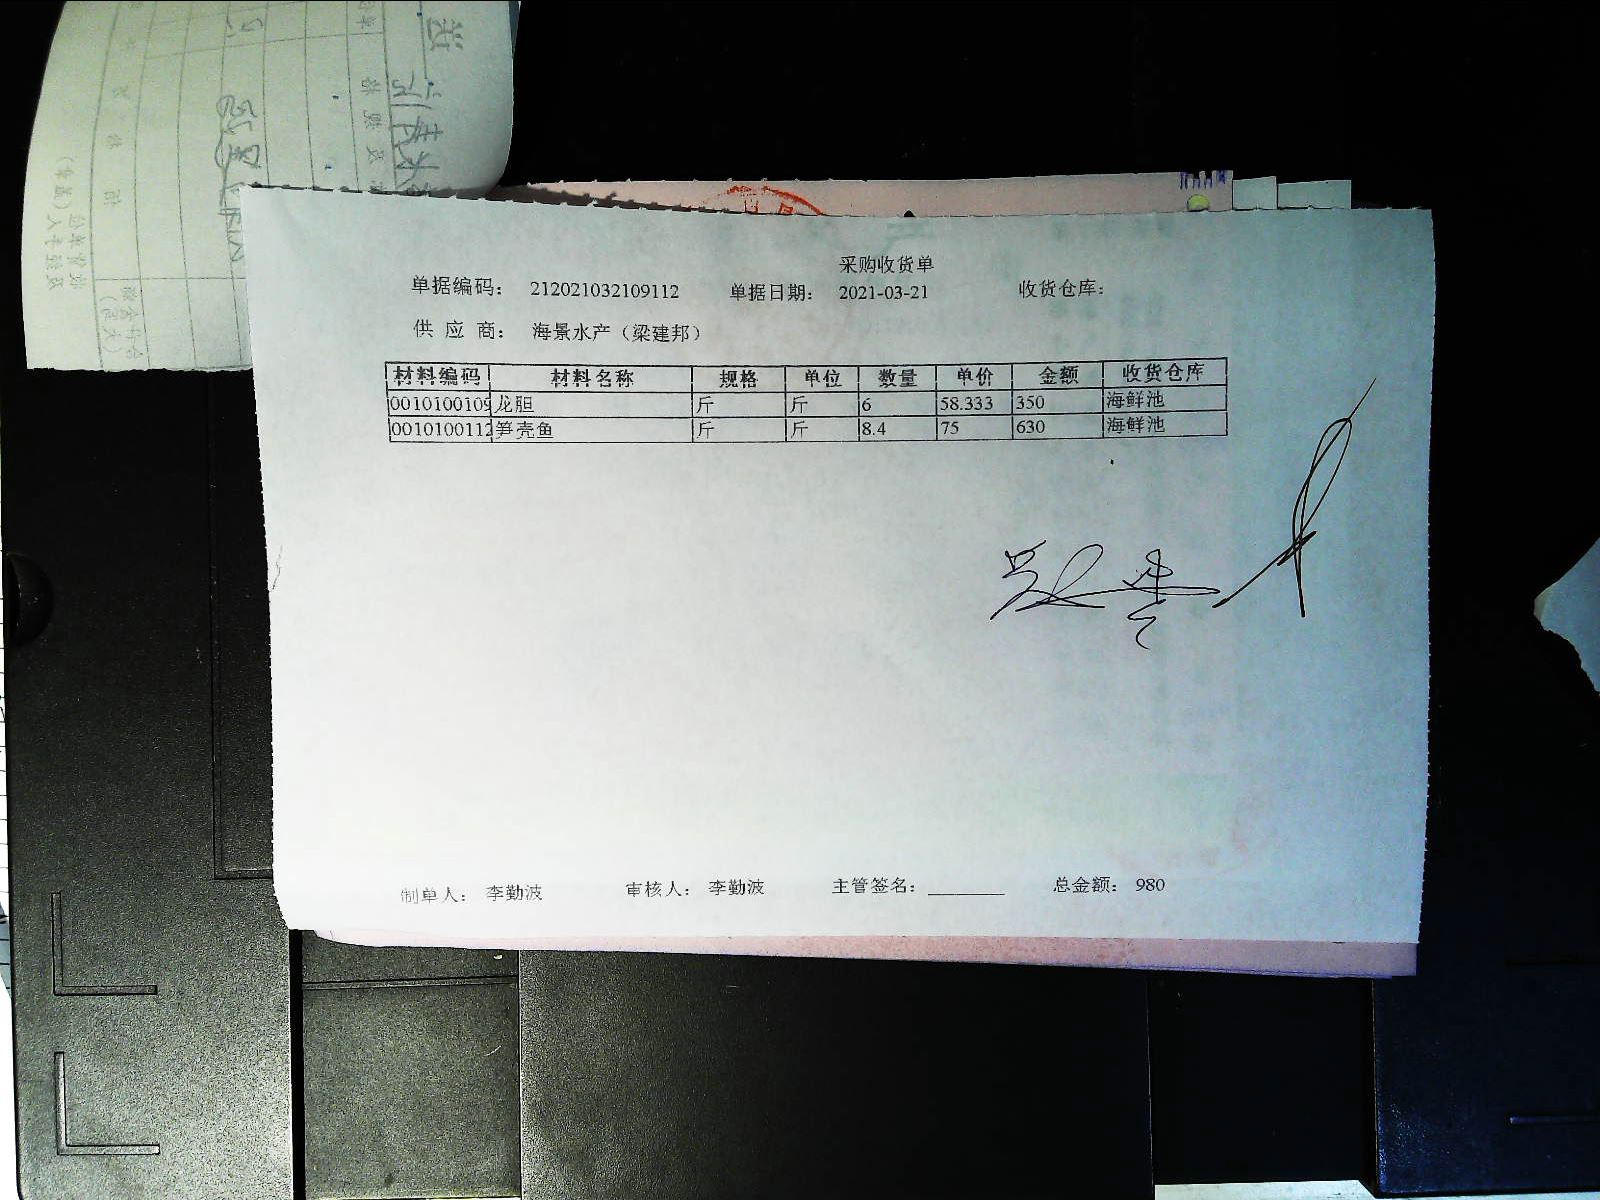 采购收货单
单据编码： 212021032109112 单据日期： 2021-03-21 收货仓库：
供 应 商： 海景水产（梁建邦）
材料编码 材料名称 规格 单位 数量 单价 金额 收货仓库
0010100109 龙胆 斤 斤 6 58.333 350 海鲜池
0010100112 笋壳鱼 斤 斤 8.4 75 630 海鲜池
制单人： 李勤波 审核人： 李勤波 主管签名：________ 总金额： 980